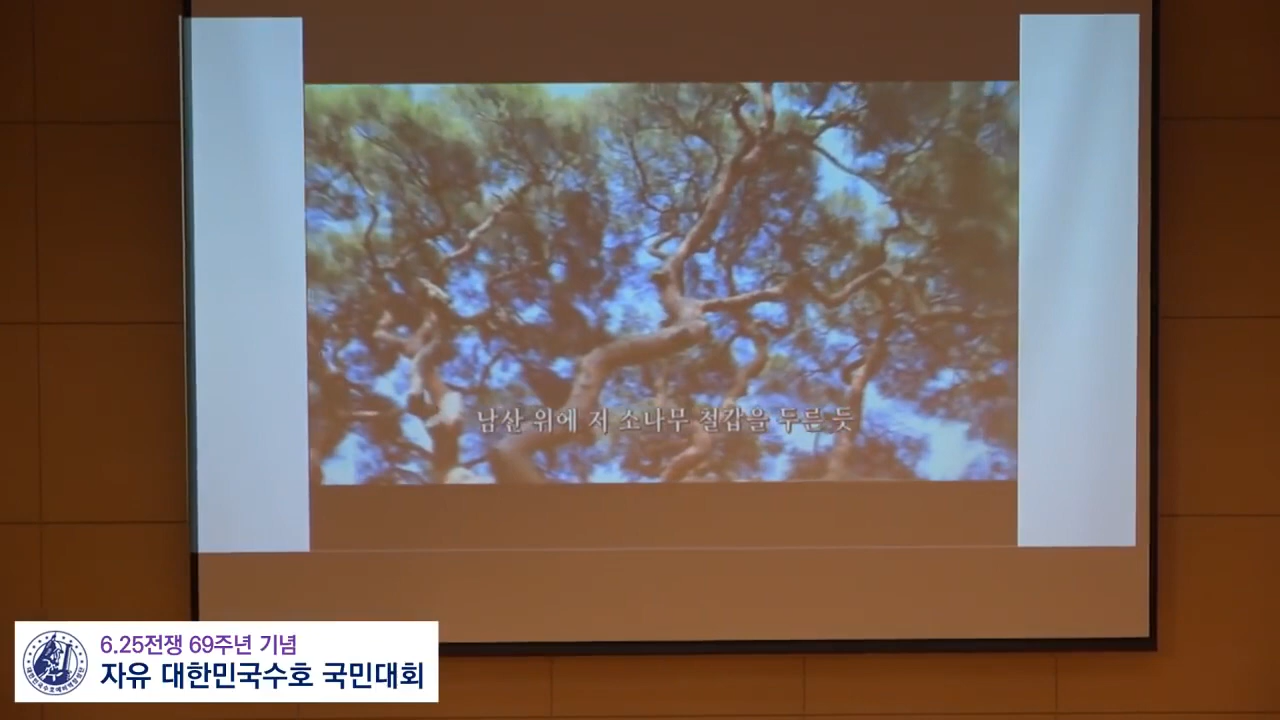 남산 위에 저 소나무 철갑을 두른 듯
6.25전쟁 69주년 기념
자유 대한민국수호 국민대회